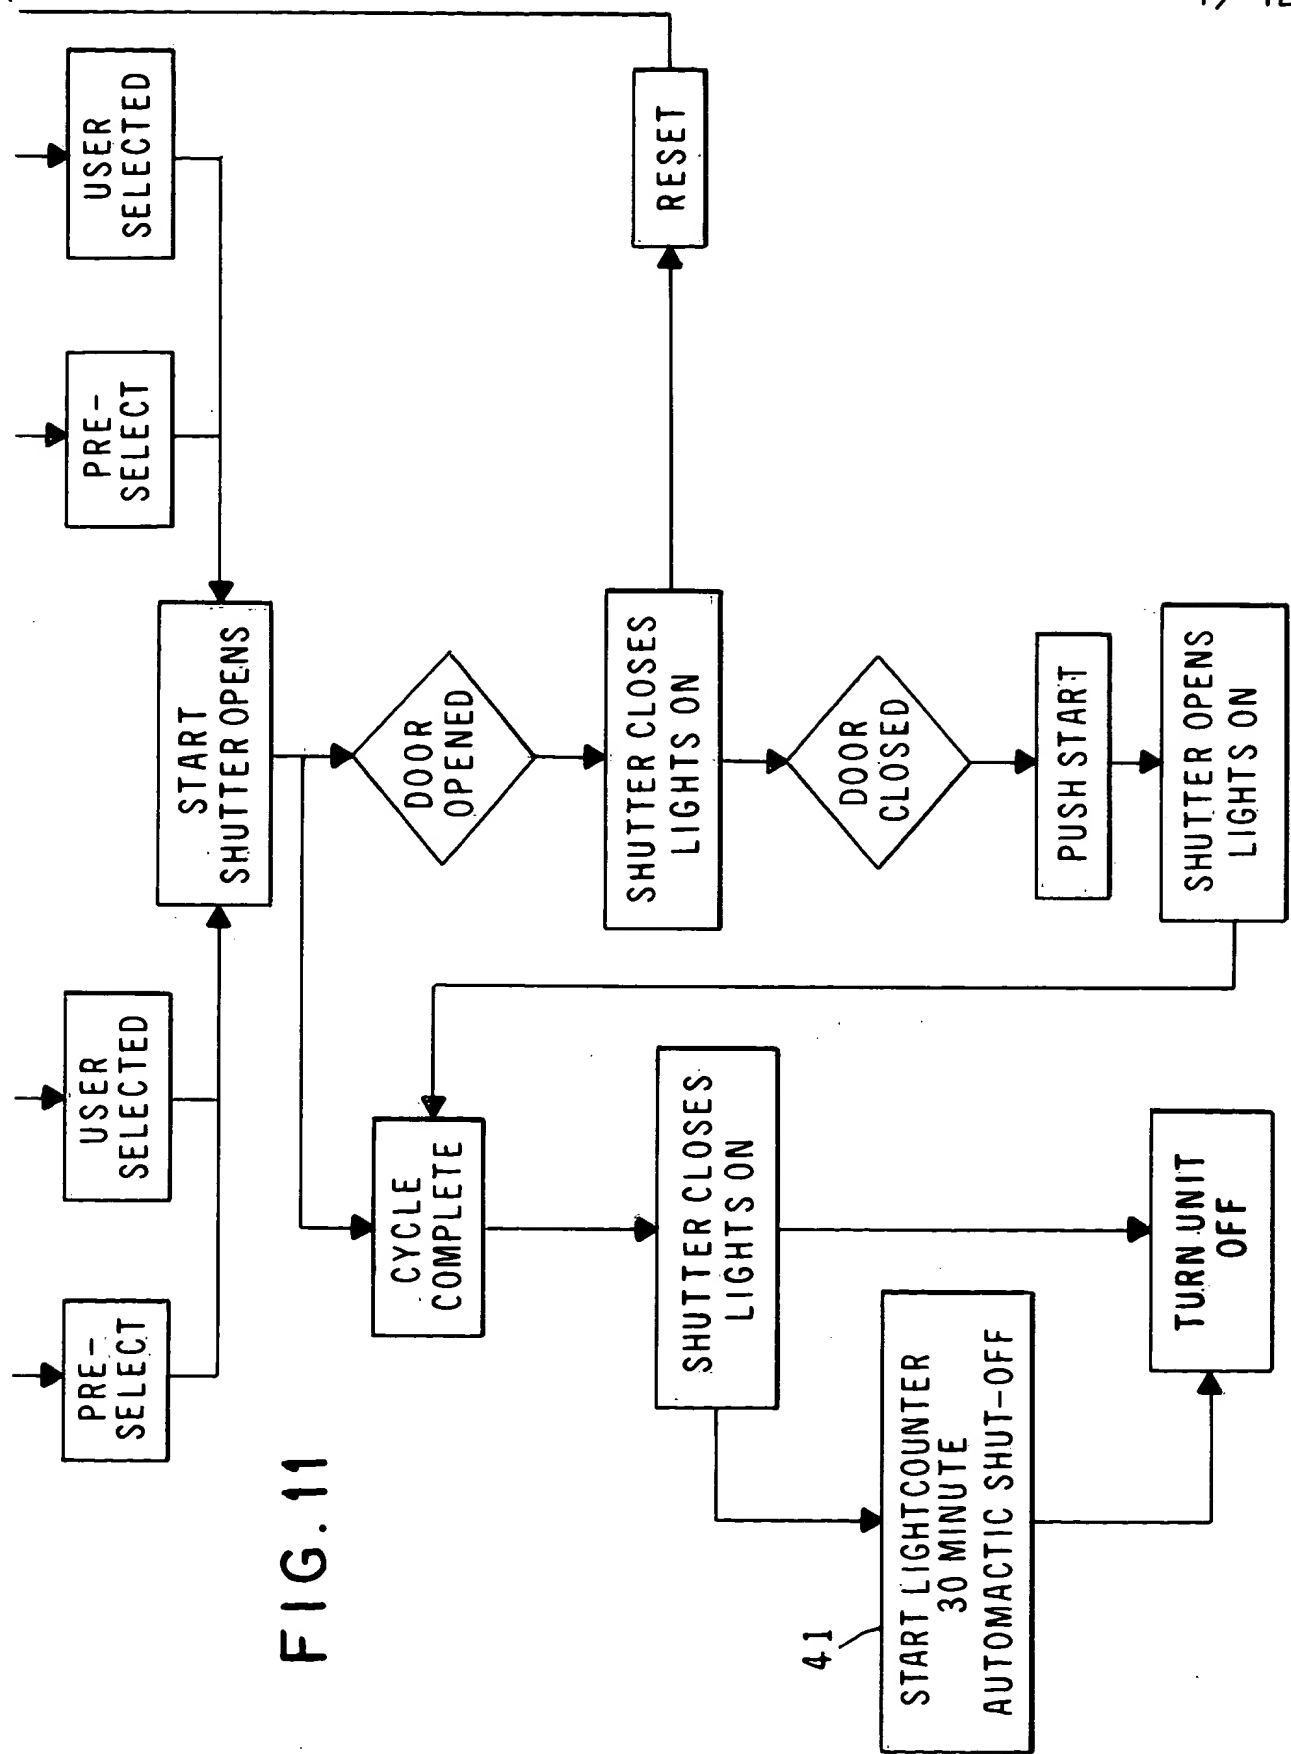 PRE-
SELECT
USER
SELECTED
PRE-
SELECT
USER
SELECTED
START
SHUTTER OPENS
DOOR
OPENED
CYCLE
COMPLETE
SHUTTER CLOSES
LIGHTS ON
RESET
DOOR
CLOSED
SHUTTER CLOSES
LIGHTS ON
PUSH START
41
START LIGHTCOUNTER
30 MINUTE
AUTOMACTIC SHUT-OFF
TURN UNIT
OFF
SHUTTER OPENS
LIGHTS ON
FIG. 11